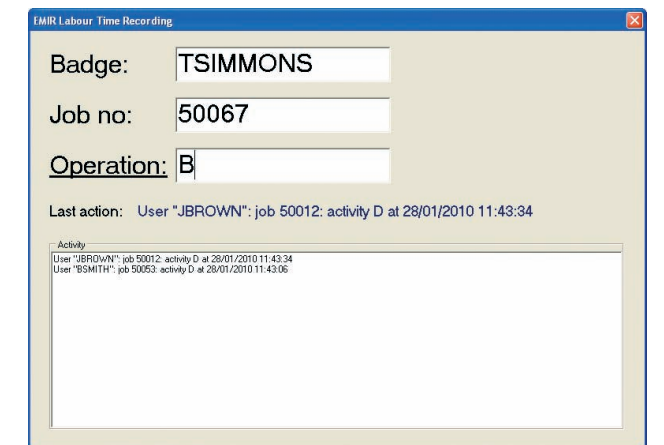 EMIR Labour Time Recording
Badge: TSIMMONS
Job no: 50067
Operation: B
Last action: User "JBROWN": job 50012: activity D at 28/01/2010 11:43:34
Activity
User "JBROWN": job 50012: activity D at 28/01/2010 11:43:34
User "BSMITH": job 50053: activity D at 28/01/2010 11:43:06